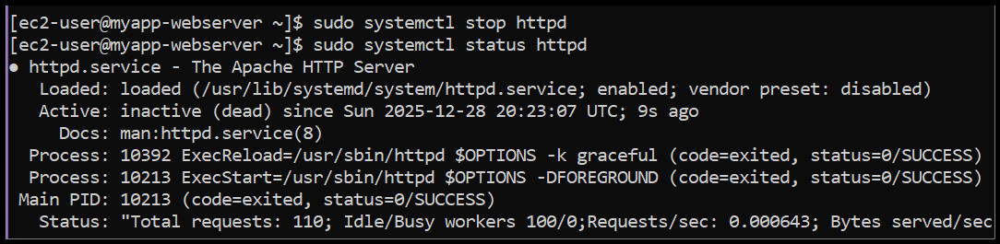 [ec2-user@myapp-webserver ~]$ sudo systemctl stop httpd
[ec2-user@myapp-webserver ~]$ sudo systemctl status httpd
● httpd.service - The Apache HTTP Server
   Loaded: loaded (/usr/lib/systemd/system/httpd.service; enabled; vendor preset: disabled)
   Active: inactive (dead) since Sun 2025-12-28 20:23:07 UTC; 9s ago
     Docs: man:httpd.service(8)
  Process: 10392 ExecReload=/usr/sbin/httpd $OPTIONS -k graceful (code=exited, status=0/SUCCESS)
  Process: 10213 ExecStart=/usr/sbin/httpd $OPTIONS -DFOREGROUND (code=exited, status=0/SUCCESS)
 Main PID: 10213 (code=exited, status=0/SUCCESS)
   Status: "Total requests: 110; Idle/Busy workers 100/0;Requests/sec: 0.000643; Bytes served/sec